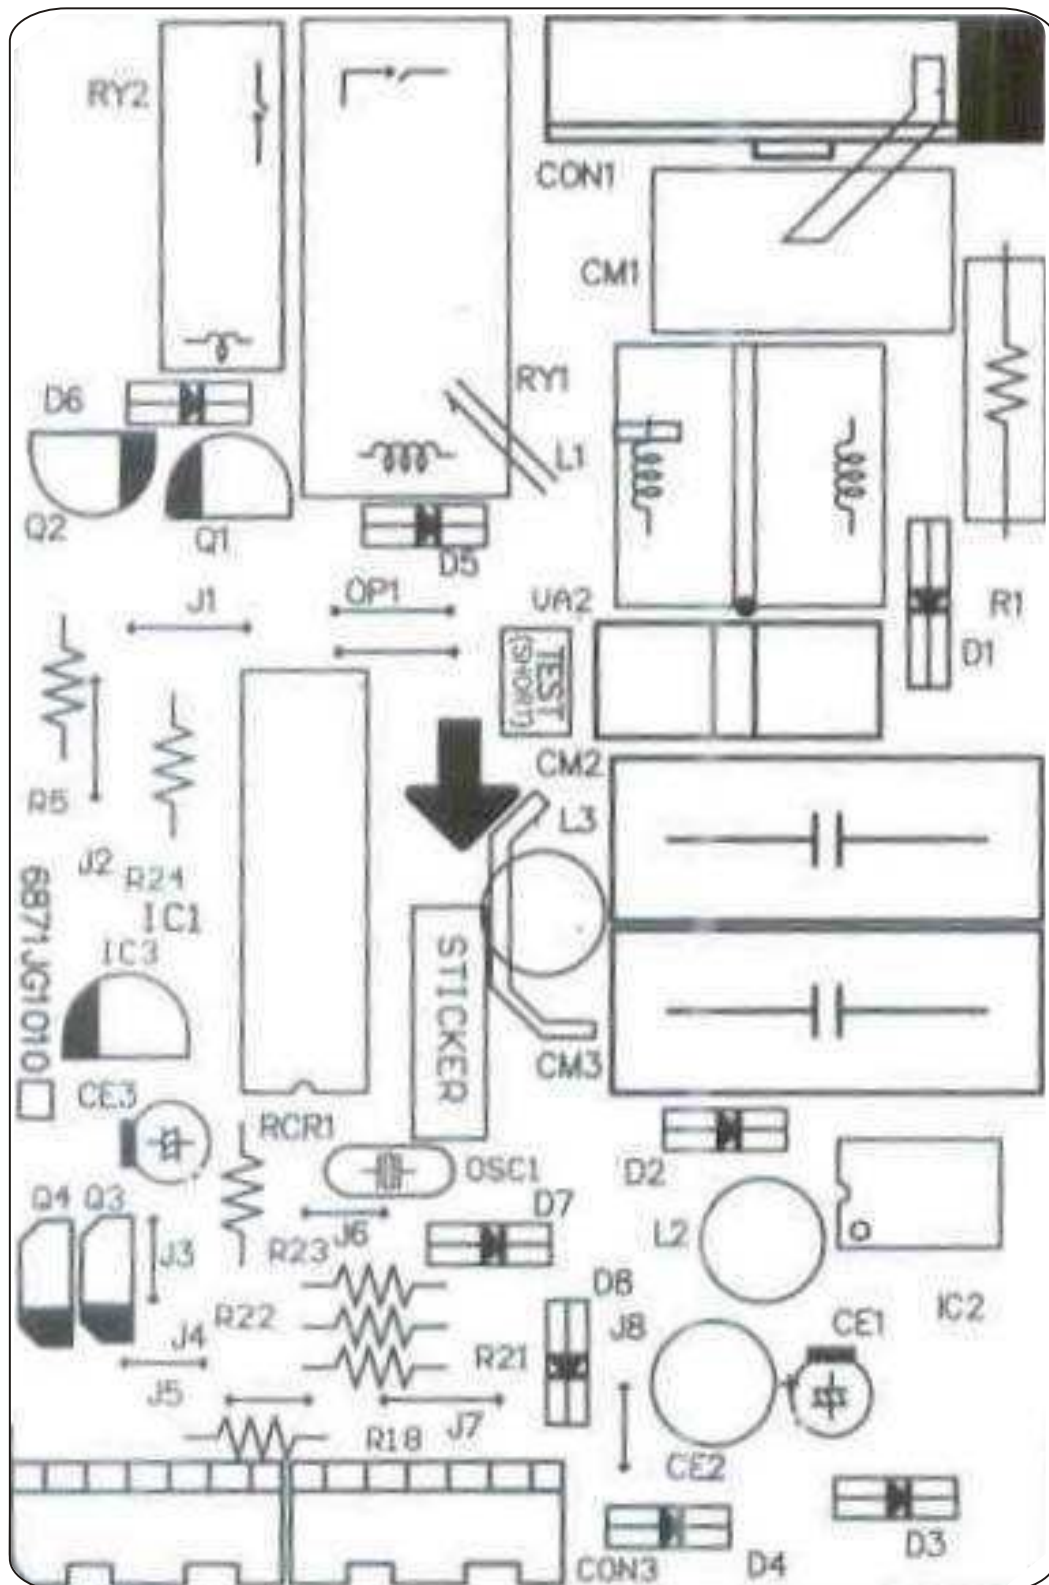 RY2
CON1
CM1
RY1
D6
L1
Q2
Q1
D5
J1
OP1
VA2
R1
D1
TEST
(SHORT)
CM2
R5
L3
J2
R24
IC1
IC3
6871JG1010
STICKER
CM3
CE3
RCR1
OSC1
D2
Q4
Q3
D7
J3
J6
L2
R23
D8
IC2
R22
J8
CE1
J4
R21
J5
J7
R18
CE2
CON3
D4
D3